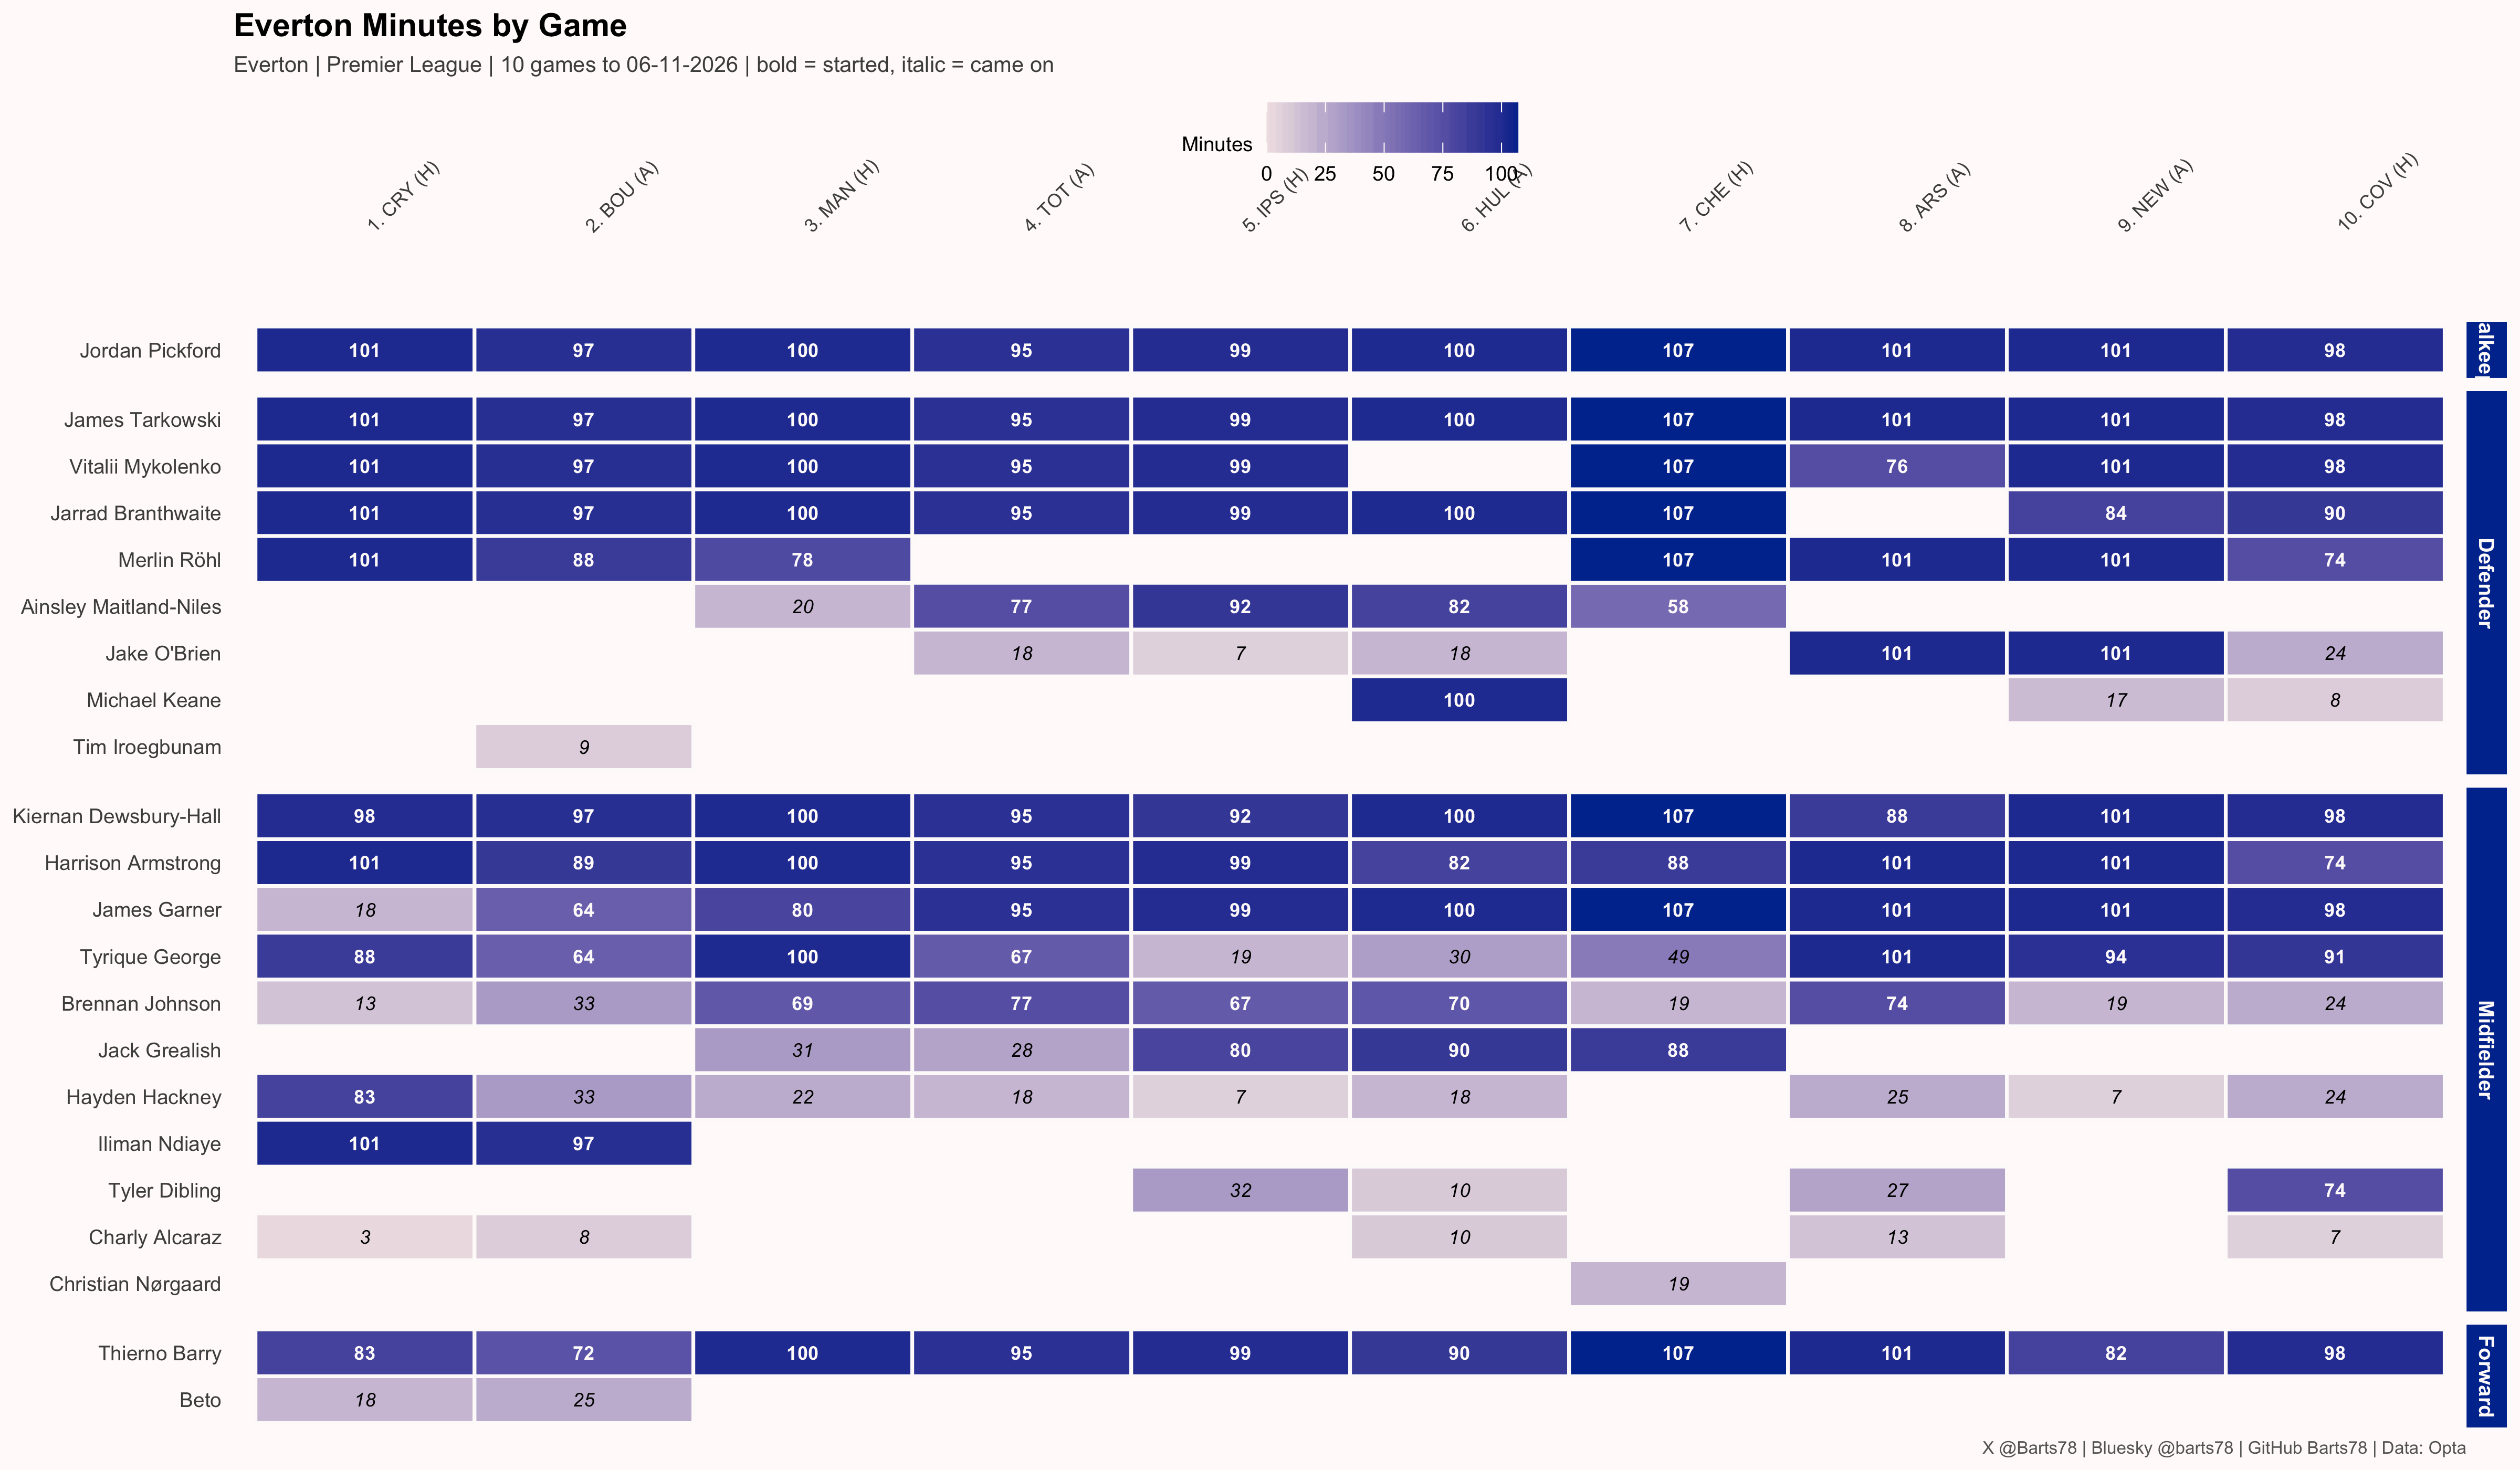 Everton Minutes by Game
Everton | Premier League | 10 games to 06-11-2026 | bold = started, italic = came on
Minutes
0 25 50 75 100
1. CRY (H) 2. BOU (A) 3. MAN (H) 4. TOT (A) 5. IPS (H) 6. HUL (A) 7. CHE (H) 8. ARS (A) 9. NEW (A) 10. COV (H)
Jordan Pickford 101 97 100 95 99 100 107 101 101 98
James Tarkowski 101 97 100 95 99 100 107 101 101 98
Vitalii Mykolenko 101 97 100 95 99 107 76 101 98
Jarrad Branthwaite 101 97 100 95 99 100 107 84 90
Merlin Röhl 101 88 78 107 101 101 74
Ainsley Maitland-Niles 20 77 92 82 58
Jake O'Brien 18 7 18 101 101 24
Michael Keane 100 17 8
Tim Iroegbunam 9
Defender
Kiernan Dewsbury-Hall 98 97 100 95 92 100 107 88 101 98
Harrison Armstrong 101 89 100 95 99 82 88 101 101 74
James Garner 18 64 80 95 99 100 107 101 101 98
Tyrique George 88 64 100 67 19 30 49 101 94 91
Brennan Johnson 13 33 69 77 67 70 19 74 19 24
Jack Grealish 31 28 80 90 88
Hayden Hackney 83 33 22 18 7 18 25 7 24
Iliman Ndiaye 101 97
Tyler Dibling 32 10 27 74
Charly Alcaraz 3 8 10 13 7
Christian Nørgaard 19
Midfielder
Thierno Barry 83 72 100 95 99 90 107 101 82 98
Beto 18 25
Forward
X @Barts78 | Bluesky @barts78 | GitHub Barts78 | Data: Opta